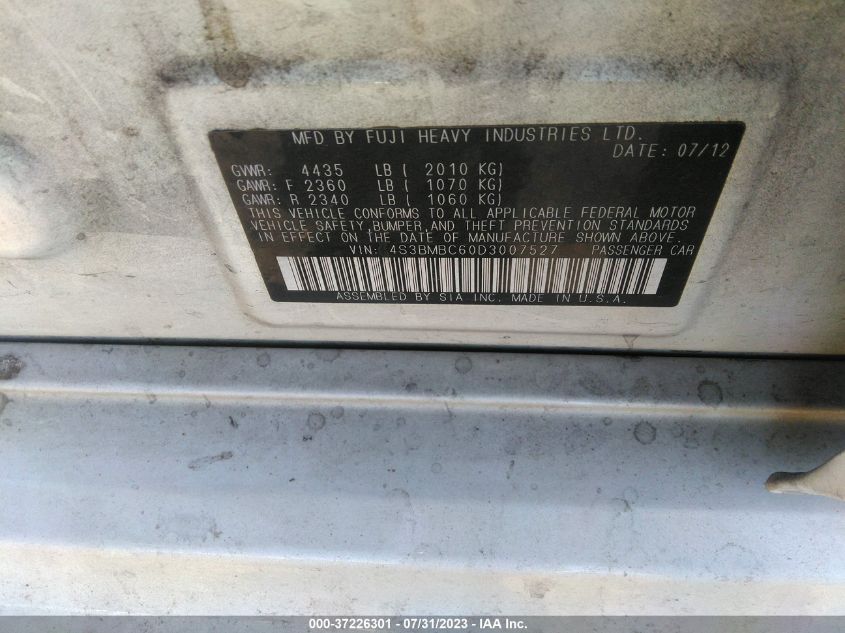 MFD BY FUJI HEAVY INDUSTRIES LTD.
DATE: 07/12
GVWR: 4435 LB ( 2010 KG)
GAWR: F 2360 LB ( 1070 KG)
GAWR: R 2340 LB ( 1060 KG)
THIS VEHICLE CONFORMS TO ALL APPLICABLE FEDERAL MOTOR
VEHICLE SAFETY, BUMPER, AND THEFT PREVENTION STANDARDS
IN EFFECT ON THE DATE OF MANUFACTURE SHOWN ABOVE.
VIN: 4S3BMBC60D3007527 PASSENGER CAR
ASSEMBLED BY SIA INC. MADE IN U.S.A.
000-37226301 - 07/31/2023 - IAA Inc.